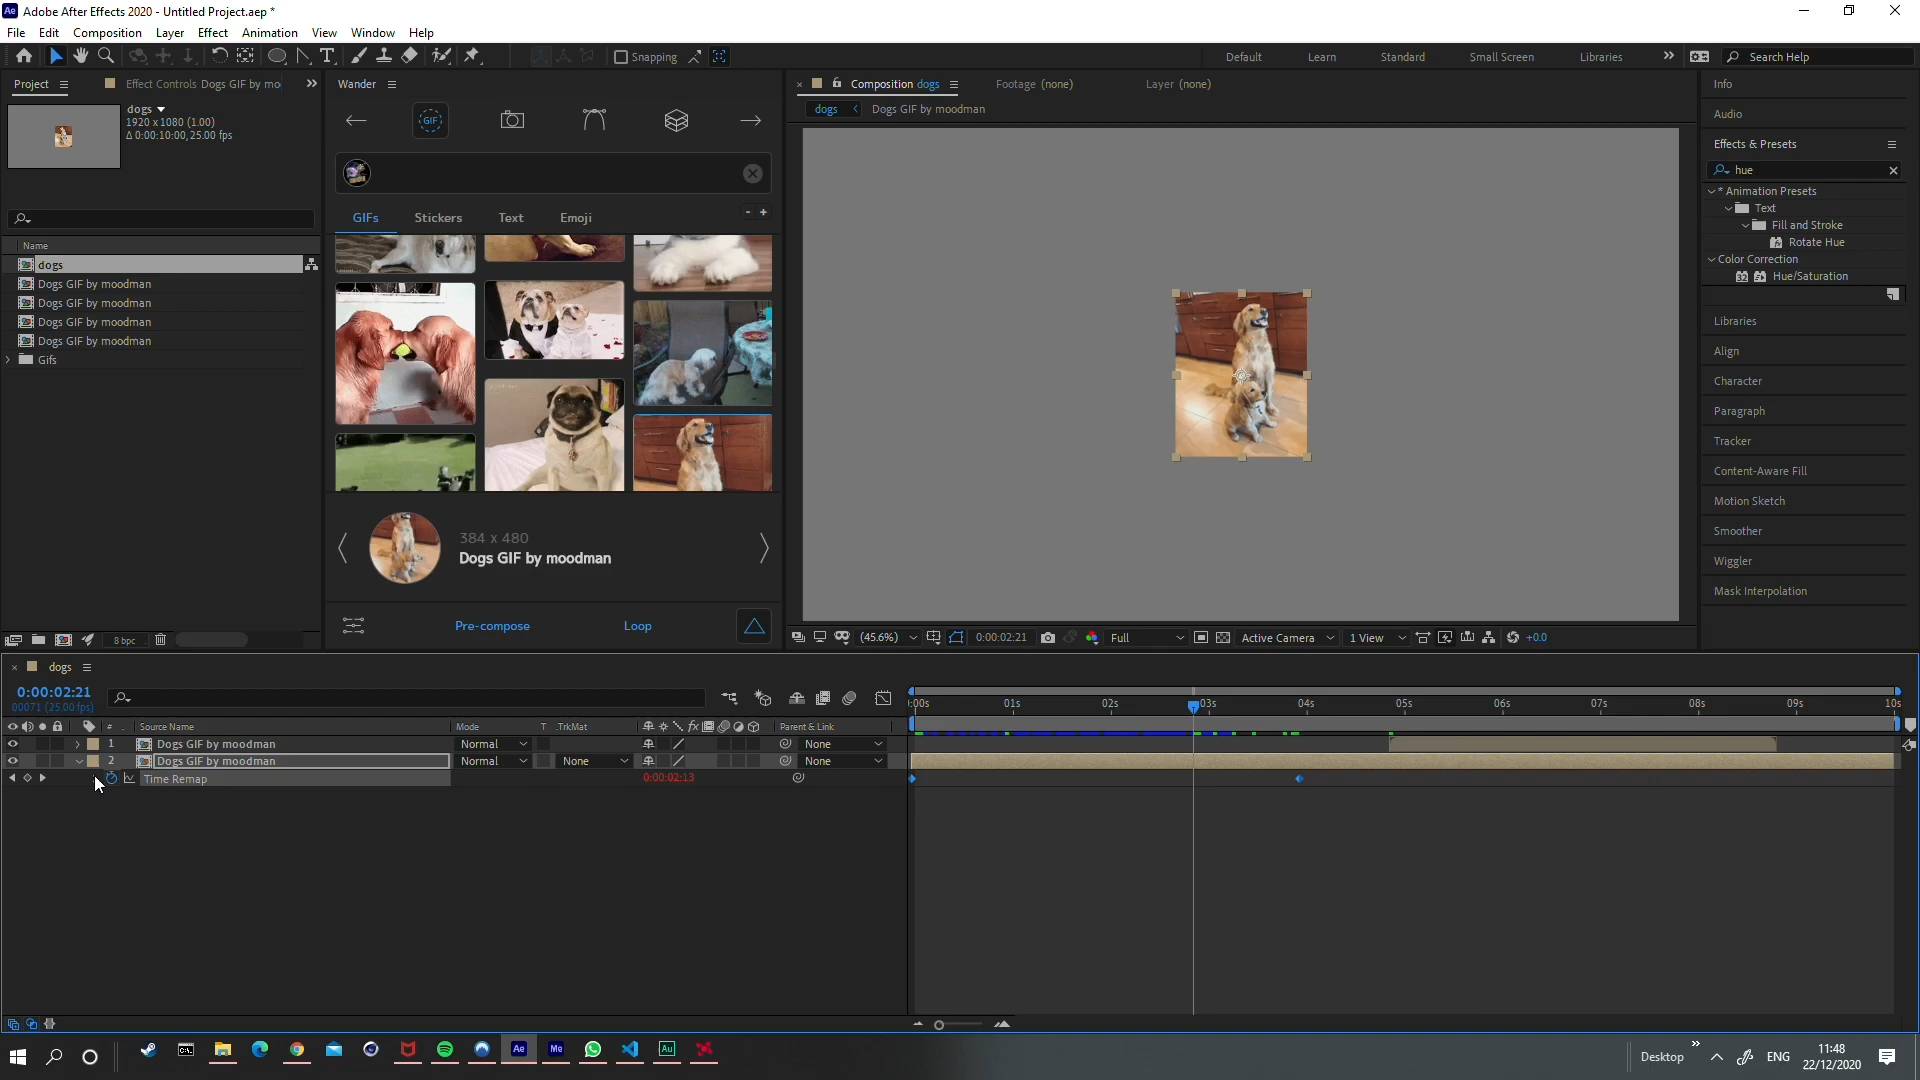 Ae Adobe After Effects 2020 - Untitled Project.aep *
File Edit Composition Layer Effect Animation View Window Help
Snapping
Default Learn Standard Small Screen Libraries » Search Help
Project Effect Controls Dogs GIF by mo »
dogs
1920 x 1080 (1.00)
Δ 0:00:10:00, 25.00 fps
Name
dogs
Dogs GIF by moodman
Dogs GIF by moodman
Dogs GIF by moodman
Dogs GIF by moodman
Gifs
8 bpc
Wander
GIF
GIFs Stickers Text Emoji - +
384 x 480
Dogs GIF by moodman
Pre-compose Loop
Composition dogs Footage (none) Layer (none)
dogs Dogs GIF by moodman
(45.6%) 0:00:02:21 Full Active Camera 1 View +0.0
Info
Audio
Effects & Presets
hue
* Animation Presets
Text
Fill and Stroke
Rotate Hue
Color Correction
Hue/Saturation
Libraries
Align
Character
Paragraph
Tracker
Content-Aware Fill
Motion Sketch
Smoother
Wiggler
Mask Interpolation
dogs
0:00:02:21
00071 (25.00 fps)
:00s 01s 02s 03s 04s 05s 06s 07s 08s 09s 10s
# Source Name Mode T .TrkMat fx Parent & Link
1 Dogs GIF by moodman Normal None
2 Dogs GIF by moodman Normal None None
Time Remap 0:00:02:13
Ae Me Au
Desktop » ENG 11:48
22/12/2020